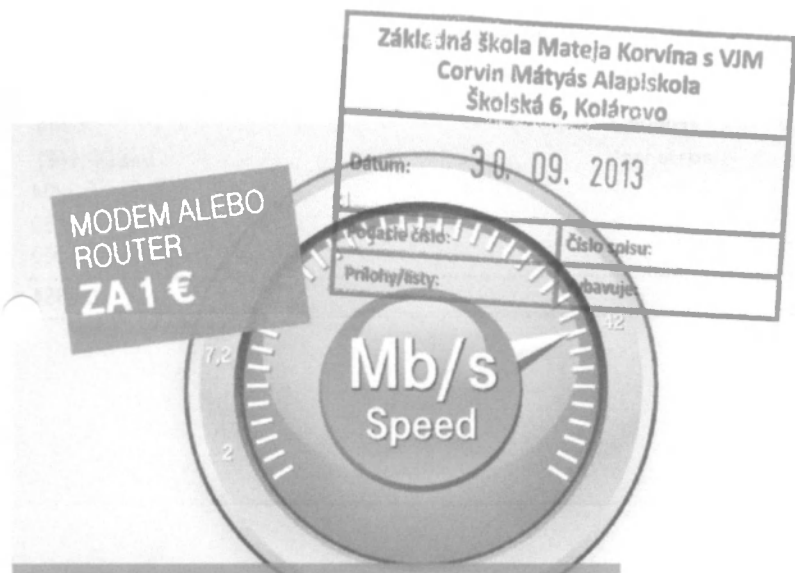 Základná škola Mateja Korvína s VJM
Corvin Mátyás Alapiskola
Školská 6, Kolárovo
Dátum: 30. 09. 2013
Podacie číslo:
Číslo spisu:
Prílohy/listy:
Vybavuje:
MODEM ALEBO
ROUTER
ZA 1 €
7,2
42
Mb/s
Speed
2